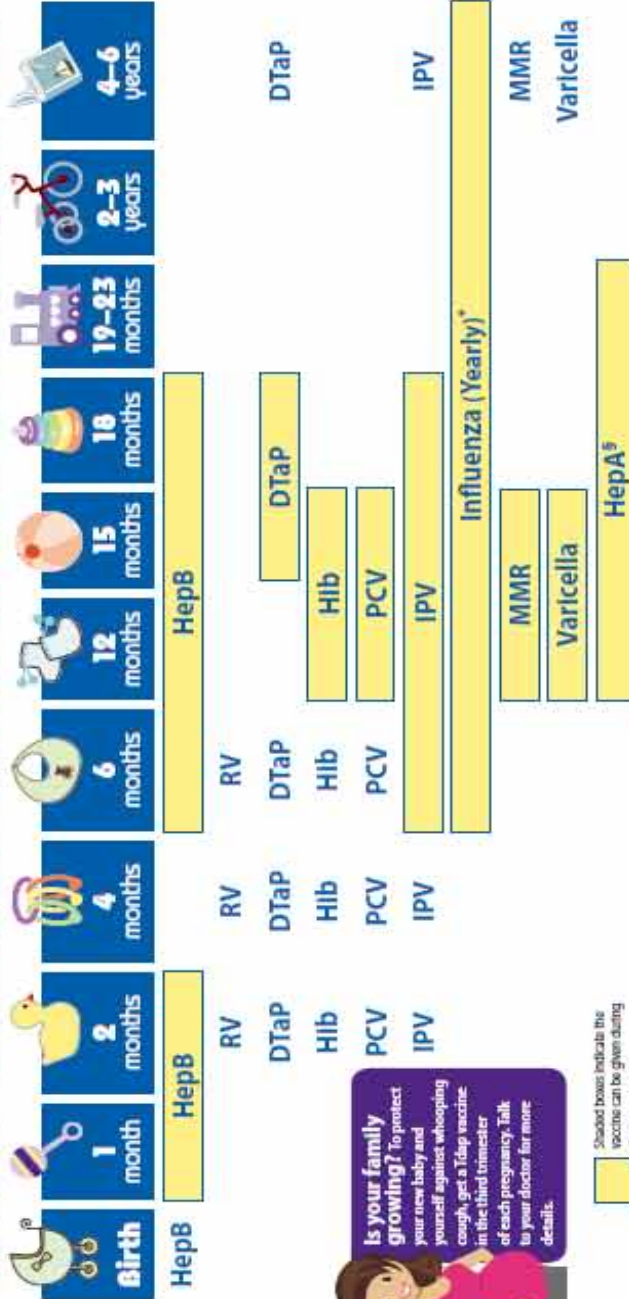 Birth
1
month
2
months
4
months
6
months
12
months
15
months
18
months
19–23
months
2–3
years
4–6
years
HepB
HepB
HepB
RV
RV
RV
DTaP
DTaP
DTaP
DTaP
DTaP
Hib
Hib
Hib
Hib
PCV
PCV
PCV
PCV
IPV
IPV
IPV
IPV
Influenza (Yearly)*
MMR
MMR
Varicella
Varicella
HepA§
Is your family
growing? To protect
your new baby and
yourself against whooping
cough, get a Tdap vaccine
in the third trimester
of each pregnancy. Talk
to your doctor for more
details.
Shaded boxes indicate the
vaccine can be given during